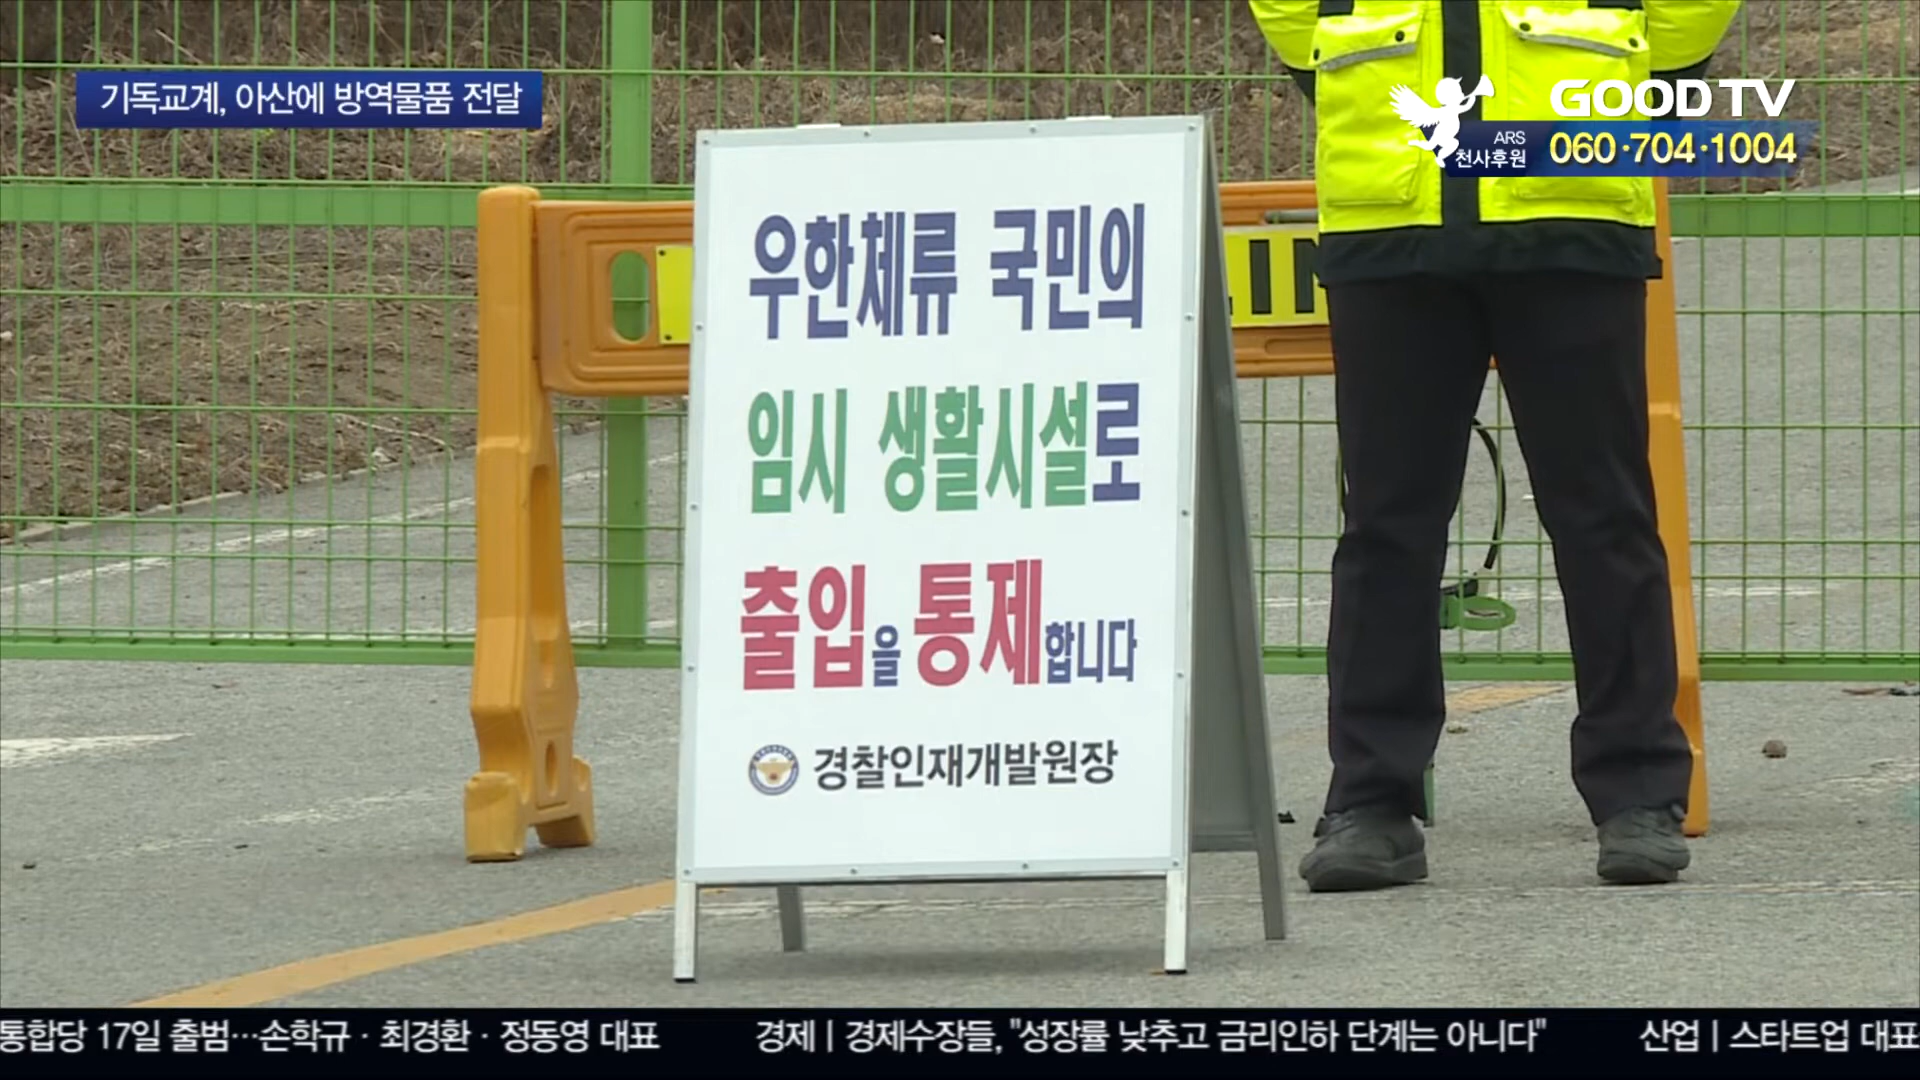 기독교계, 아산에 방역물품 전달
GOODTV
ARS
천사후원
060·704·1004
LIN
우한체류 국민의
임시 생활시설로
출입을 통제합니다
경찰인재개발원장
통합당 17일 출범…손학규·최경환·정동영 대표
경제 | 경제수장들, "성장률 낮추고 금리인하 단계는 아니다"
산업 | 스타트업 대표